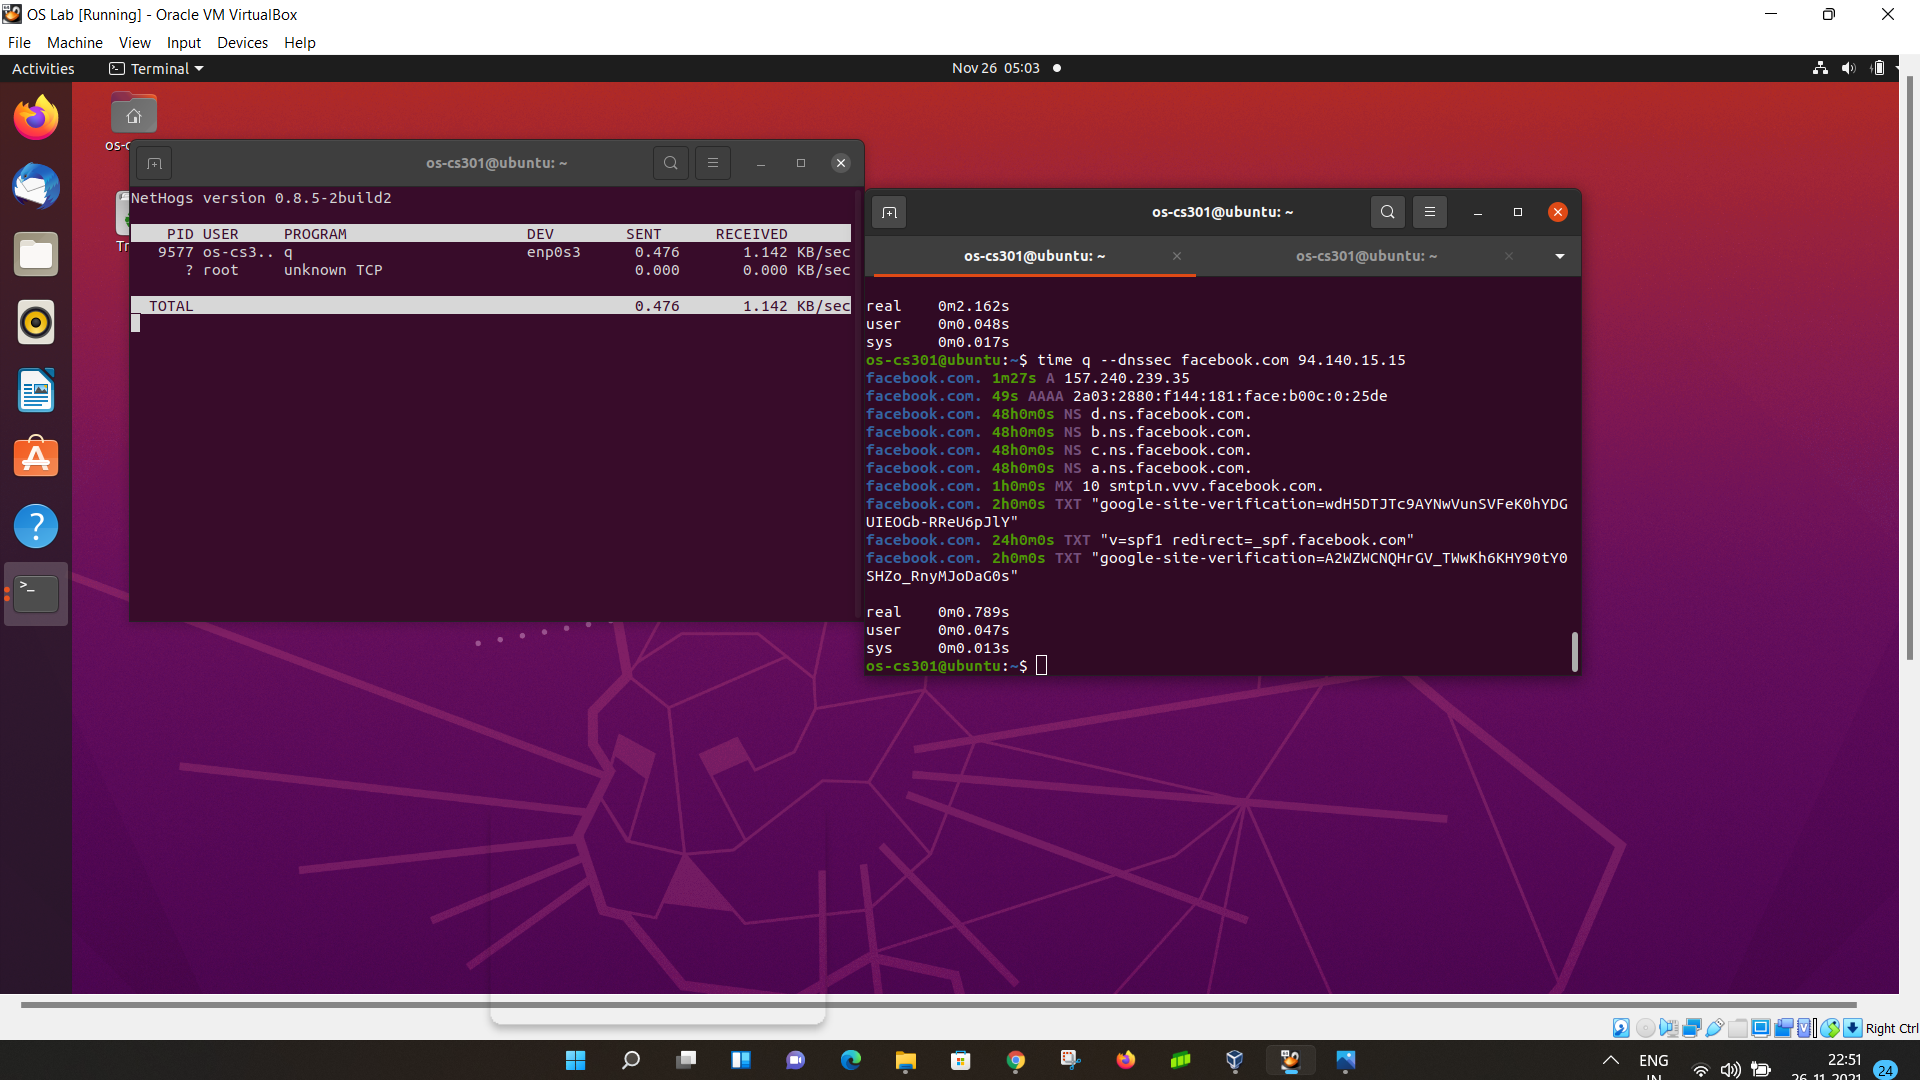 OS Lab [Running] - Oracle VM VirtualBox
File Machine View Input Devices Help
Activities Terminal Nov 26 05:03
os-cs301@ubuntu: ~
NetHogs version 0.8.5-2build2
PID USER PROGRAM DEV SENT RECEIVED
9577 os-cs3.. q enp0s3 0.476 1.142 KB/sec
? root unknown TCP 0.000 0.000 KB/sec
TOTAL 0.476 1.142 KB/sec
os-cs301@ubuntu: ~
os-cs301@ubuntu: ~ os-cs301@ubuntu: ~
real 0m2.162s
user 0m0.048s
sys 0m0.017s
os-cs301@ubuntu:~$ time q --dnssec facebook.com 94.140.15.15
facebook.com. 1m27s A 157.240.239.35
facebook.com. 49s AAAA 2a03:2880:f144:181:face:b00c:0:25de
facebook.com. 48h0m0s NS d.ns.facebook.com.
facebook.com. 48h0m0s NS b.ns.facebook.com.
facebook.com. 48h0m0s NS c.ns.facebook.com.
facebook.com. 48h0m0s NS a.ns.facebook.com.
facebook.com. 1h0m0s MX 10 smtpin.vvv.facebook.com.
facebook.com. 2h0m0s TXT "google-site-verification=wdH5DTJTc9AYNwVunSVFeK0hYDG
UIEOGb-RReU6pJlY"
facebook.com. 24h0m0s TXT "v=spf1 redirect=_spf.facebook.com"
facebook.com. 2h0m0s TXT "google-site-verification=A2WZWCNQHrGV_TWwKh6KHY90tY0
SHZo_RnyMJoDaG0s"
real 0m0.789s
user 0m0.047s
sys 0m0.013s
os-cs301@ubuntu:~$
Right Ctrl
ENG
IN
22:51
26-11-2021
24